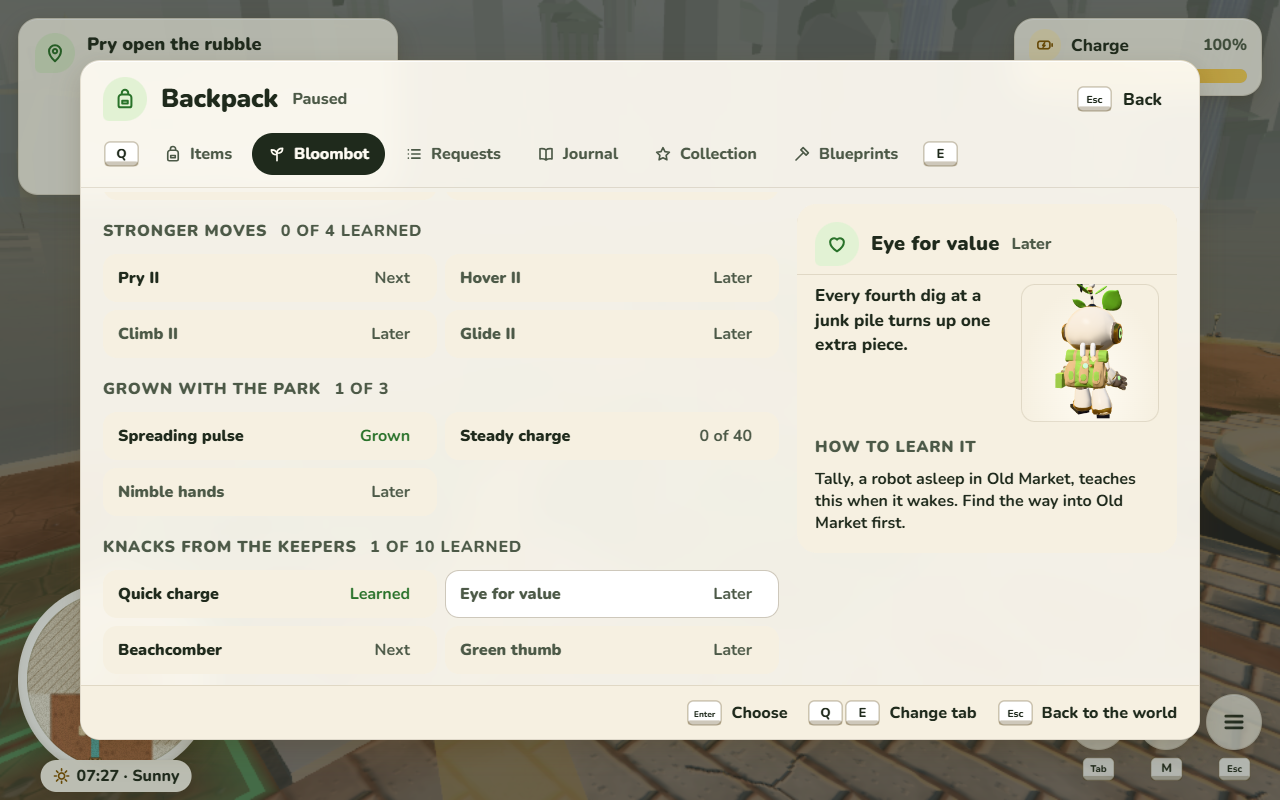 Pry open the rubble
Charge 100%
Backpack Paused
Esc Back
Q Items Bloombot Requests Journal Collection Blueprints E
STRONGER MOVES 0 OF 4 LEARNED
Pry II Next
Hover II Later
Climb II Later
Glide II Later
GROWN WITH THE PARK 1 OF 3
Spreading pulse Grown
Steady charge 0 of 40
Nimble hands Later
KNACKS FROM THE KEEPERS 1 OF 10 LEARNED
Quick charge Learned
Eye for value Later
Beachcomber Next
Green thumb Later
Eye for value Later
Every fourth dig at a
junk pile turns up one
extra piece.
HOW TO LEARN IT
Tally, a robot asleep in Old Market, teaches
this when it wakes. Find the way into Old
Market first.
Enter Choose Q E Change tab Esc Back to the world
07:27 · Sunny
Tab M Esc